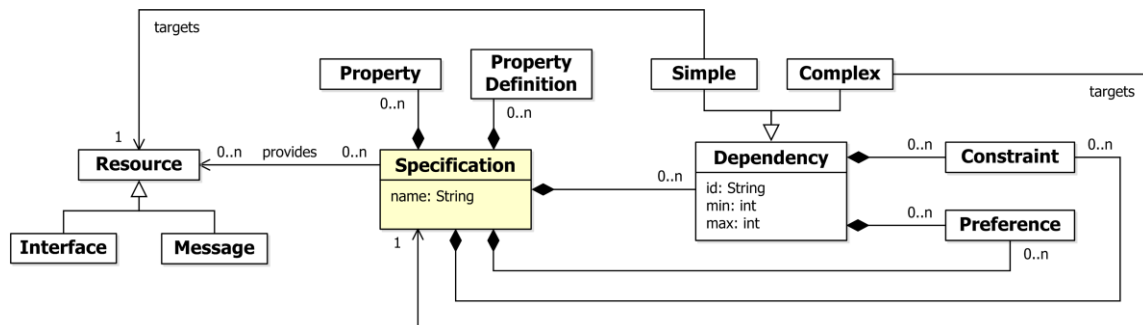 targets
Property
Property
Definition
Simple
Complex
targets
0..n
0..n
1
0..n
provides
0..n
Resource
Specification
name: String
0..n
Dependency
id: String
min: int
max: int
0..n
Constraint
0..n
0..n
Preference
0..n
Interface
Message
1